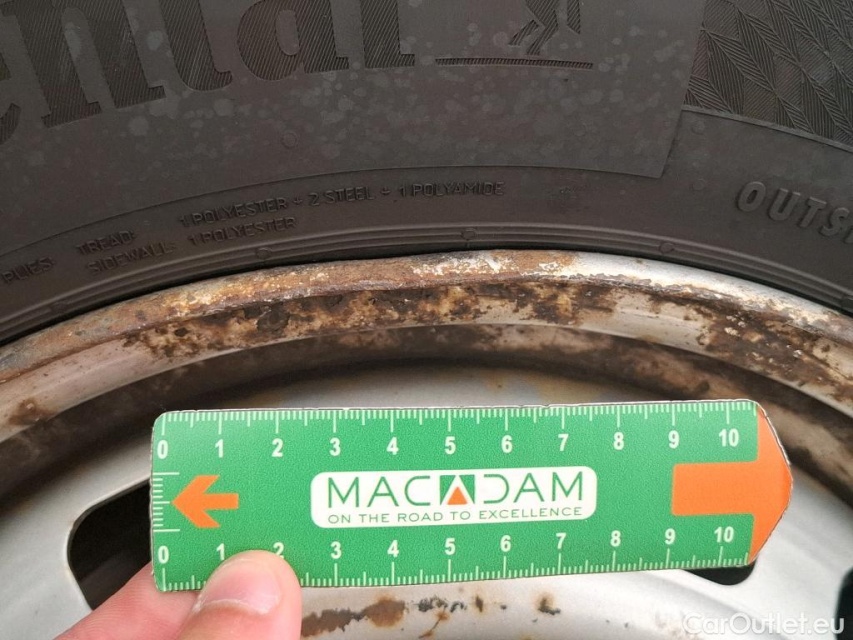 1 POLYESTER + 2 STEEL + 1 POLYAMIDE
PLIES: TREAD:
SIDEWALL: 1 POLYESTER
0 1 2 3 4 5 6 7 8 9 10
MACADAM
ON THE ROAD TO EXCELLENCE
0 1 2 3 4 5 6 7 8 9 10
CarOutlet.eu